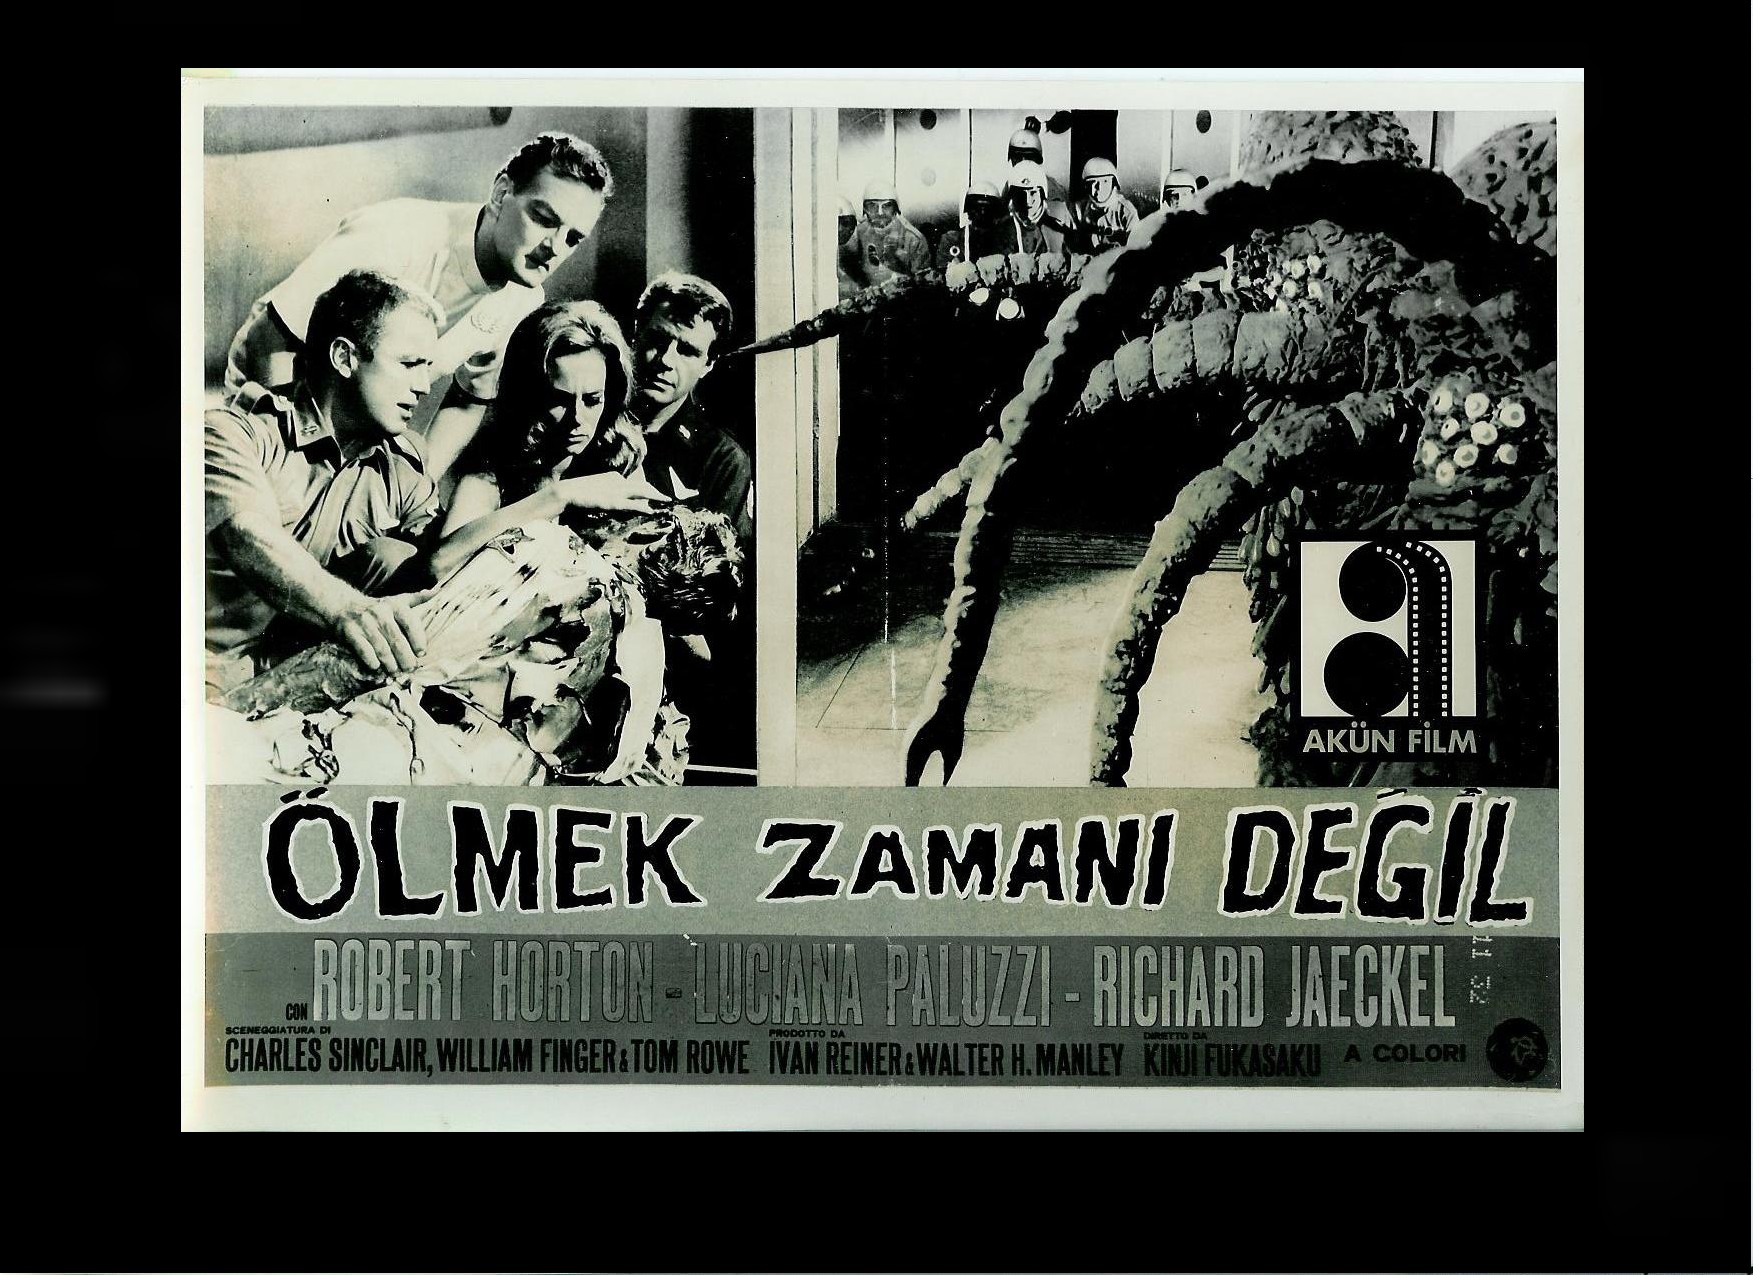 AKÜN FİLM
ÖLMEK ZAMANI DEĞİL
CON ROBERT HORTON - LUCIANA PALUZZI - RICHARD JAECKEL
SCENEGGIATURA DI PRODOTTO DA DIRETTO DA
CHARLES SINCLAIR, WILLIAM FINGER & TOM ROWE IVAN REINER & WALTER H. MANLEY KINJI FUKASAKU A COLORI